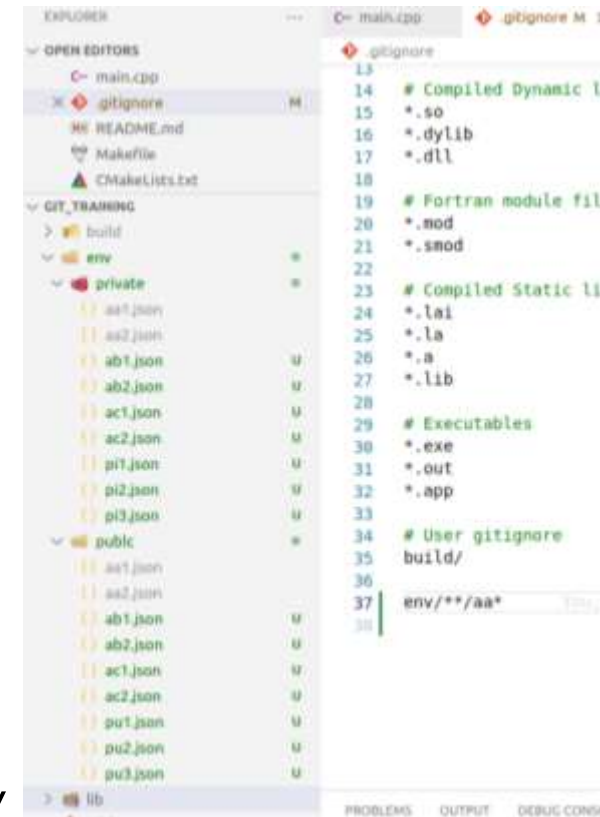 EXPLORER ...
OPEN EDITORS
main.cpp
.gitignore M
README.md
Makefile
CMakeLists.txt
GIT_TRAINING
build
env
private
aa1.json
aa2.json
ab1.json U
ab2.json U
ac1.json U
ac2.json U
pi1.json U
pi2.json U
pi3.json U
publc
aa1.json
aa2.json
ab1.json U
ab2.json U
ac1.json U
ac2.json U
pu1.json U
pu2.json U
pu3.json U
lib
main.cpp .gitignore M
.gitignore
13
14 # Compiled Dynamic l
15 *.so
16 *.dylib
17 *.dll
18
19 # Fortran module fil
20 *.mod
21 *.smod
22
23 # Compiled Static li
24 *.lai
25 *.la
26 *.a
27 *.lib
28
29 # Executables
30 *.exe
31 *.out
32 *.app
33
34 # User gitignore
35 build/
36
37 env/**/aa* You,
38
PROBLEMS OUTPUT DEBUG CONS